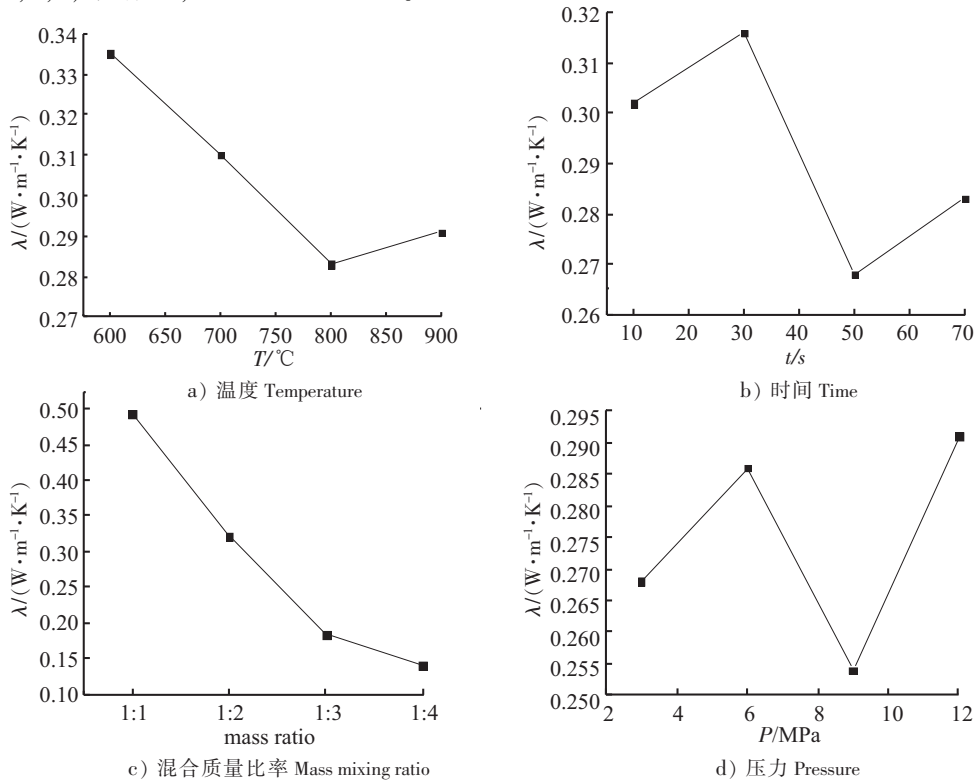 0.34
0.33
0.32
0.31
0.30
0.29
0.28
0.27
λ/(W·m⁻¹·K⁻¹)
600 650 700 750 800 850 900
T/℃
a) 温度 Temperature
0.32
0.31
0.30
0.29
0.28
0.27
0.26
λ/(W·m⁻¹·K⁻¹)
10 20 30 40 50 60 70
t/s
b) 时间 Time
0.50
0.45
0.40
0.35
0.30
0.25
0.20
0.15
0.10
λ/(W·m⁻¹·K⁻¹)
1:1 1:2 1:3 1:4
mass ratio
c) 混合质量比率 Mass mixing ratio
0.295
0.290
0.285
0.280
0.275
0.270
0.265
0.260
0.255
0.250
λ/(W·m⁻¹·K⁻¹)
2 4 6 8 10 12
P/MPa
d) 压力 Pressure